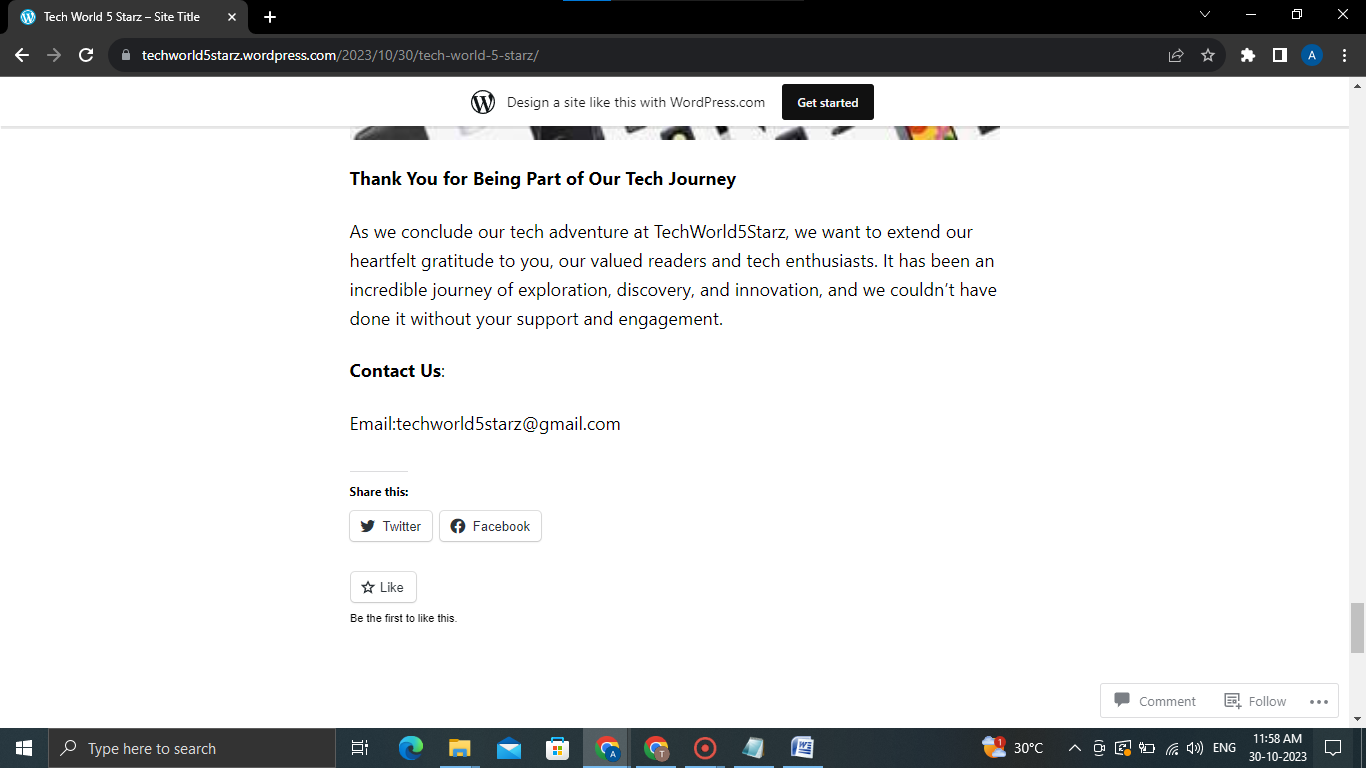 Tech World 5 Starz – Site Title
techworld5starz.wordpress.com/2023/10/30/tech-world-5-starz/
A
Design a site like this with WordPress.com
Get started
Thank You for Being Part of Our Tech Journey
As we conclude our tech adventure at TechWorld5Starz, we want to extend our
heartfelt gratitude to you, our valued readers and tech enthusiasts. It has been an
incredible journey of exploration, discovery, and innovation, and we couldn’t have
done it without your support and engagement.
Contact Us:
Email:techworld5starz@gmail.com
Share this:
Twitter Facebook
Like
Be the first to like this.
Comment Follow
Type here to search
A
T
W
1
30°C
ENG
11:58 AM
30-10-2023